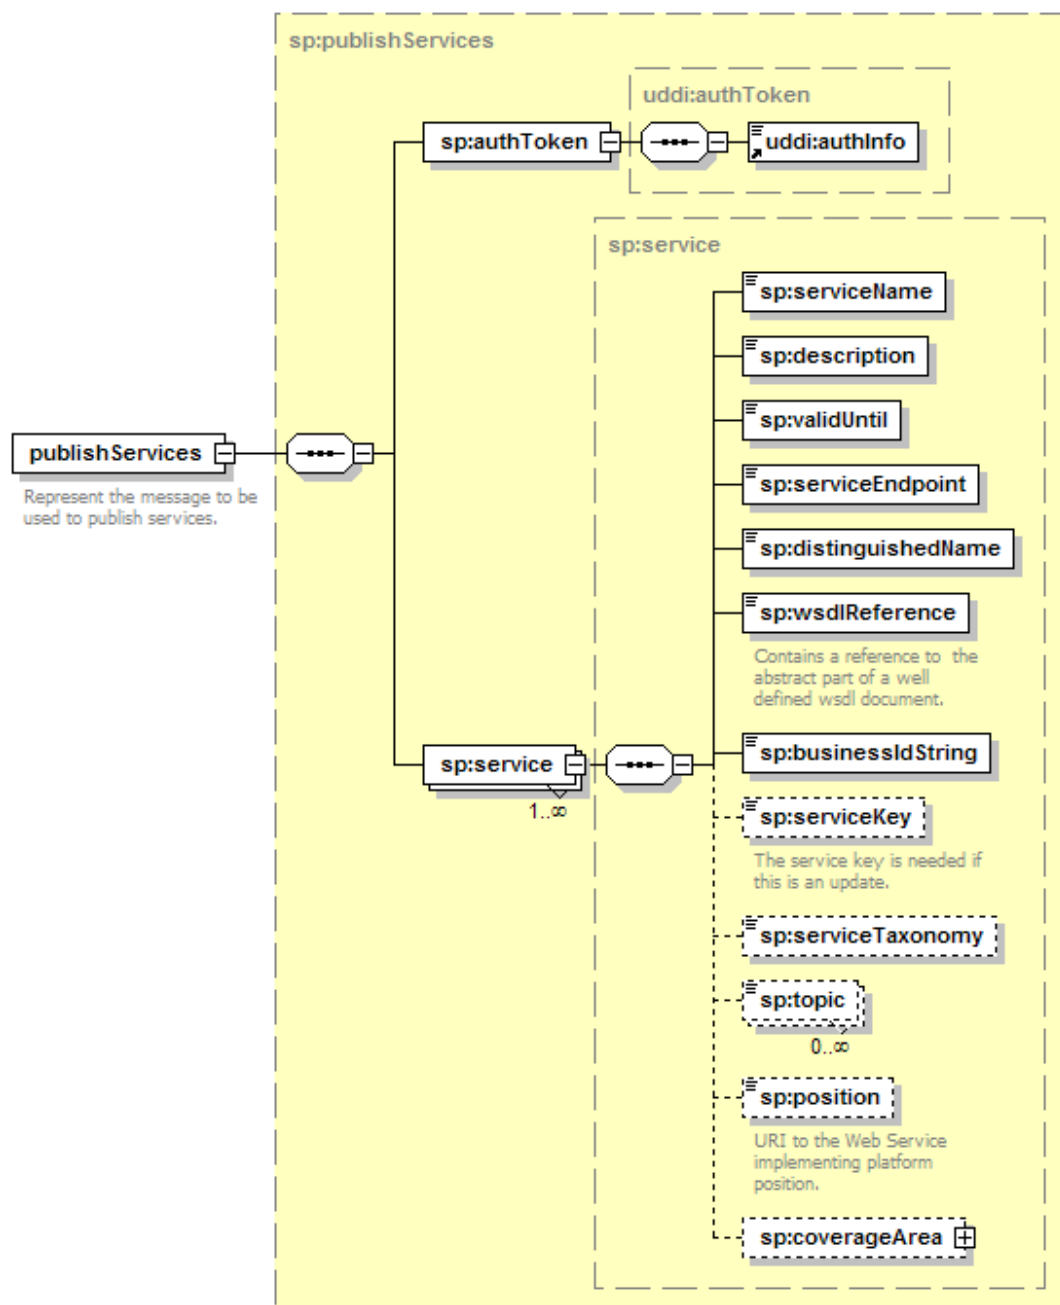 sp:publishServices
uddi:authToken
sp:authToken
uddi:authInfo
sp:service
sp:serviceName
sp:description
sp:validUntil
publishServices
sp:serviceEndpoint
Represent the message to be
used to publish services.
sp:distinguishedName
sp:wsdlReference
Contains a reference to the
abstract part of a well
defined wsdl document.
sp:service
1..∞
sp:businessIdString
sp:serviceKey
The service key is needed if
this is an update.
sp:serviceTaxonomy
sp:topic
0..∞
sp:position
URI to the Web Service
implementing platform
position.
sp:coverageArea